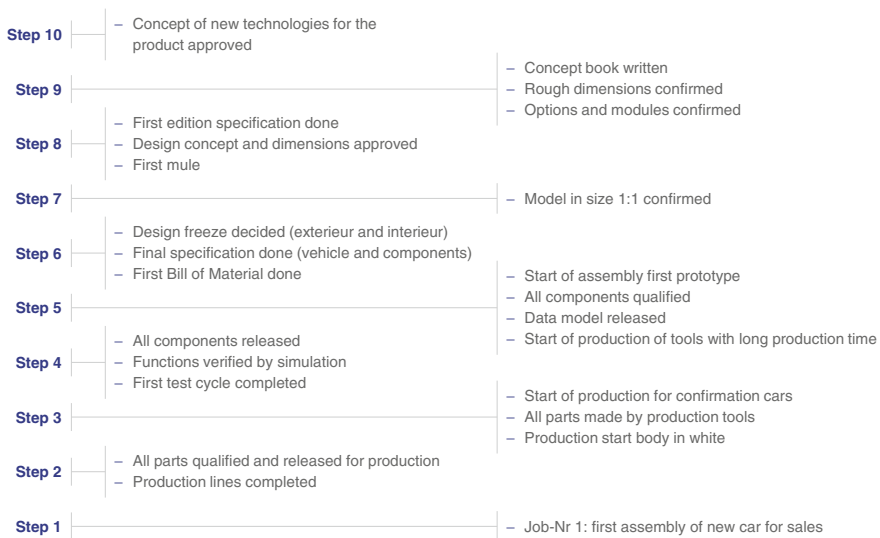 Step 10
– Concept of new technologies for the
product approved
Step 9
– Concept book written
– Rough dimensions confirmed
– Options and modules confirmed
Step 8
– First edition specification done
– Design concept and dimensions approved
– First mule
Step 7
– Model in size 1:1 confirmed
Step 6
– Design freeze decided (exterieur and interieur)
– Final specification done (vehicle and components)
– First Bill of Material done
Step 5
– Start of assembly first prototype
– All components qualified
– Data model released
– Start of production of tools with long production time
Step 4
– All components released
– Functions verified by simulation
– First test cycle completed
Step 3
– Start of production for confirmation cars
– All parts made by production tools
– Production start body in white
Step 2
– All parts qualified and released for production
– Production lines completed
Step 1
– Job-Nr 1: first assembly of new car for sales